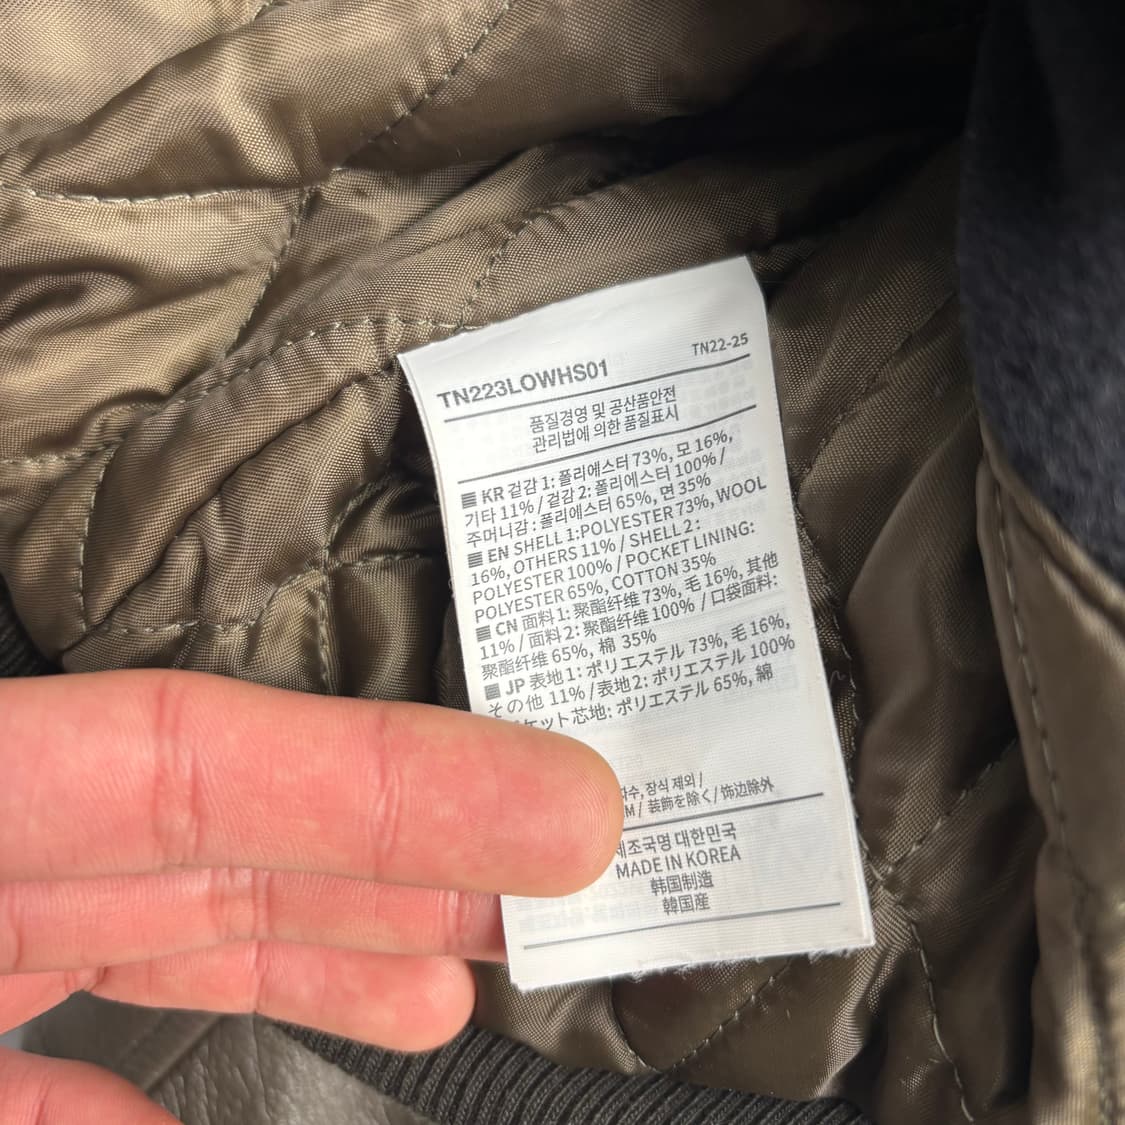 TN223LOWHS01
TN22-25
품질경영 및 공산품안전
관리법에 의한 품질표시
KR 겉감 1: 폴리에스터 73%, 모 16%,
기타 11% / 겉감 2: 폴리에스터 100% /
주머니감 : 폴리에스터 65%, 면 35%
EN SHELL 1:POLYESTER 73%, WOOL
16%, OTHERS 11% / SHELL 2:
POLYESTER 100% / POCKET LINING:
POLYESTER 65%, COTTON 35%
CN 面料 1: 聚酯纤维 73%, 毛 16%, 其他
11% / 面料 2: 聚酯纤维 100% / 口袋面料:
聚酯纤维 65%, 棉 35%
JP 表地 1: ポリエステル 73%, 毛 16%,
その他 11% / 表地 2: ポリエステル 100%
ケット芯地: ポリエステル 65%, 綿
장식 제외 /
/ 装飾を除く / 饰边除外
제조국명 대한민국
MADE IN KOREA
韩国制造
韓国産